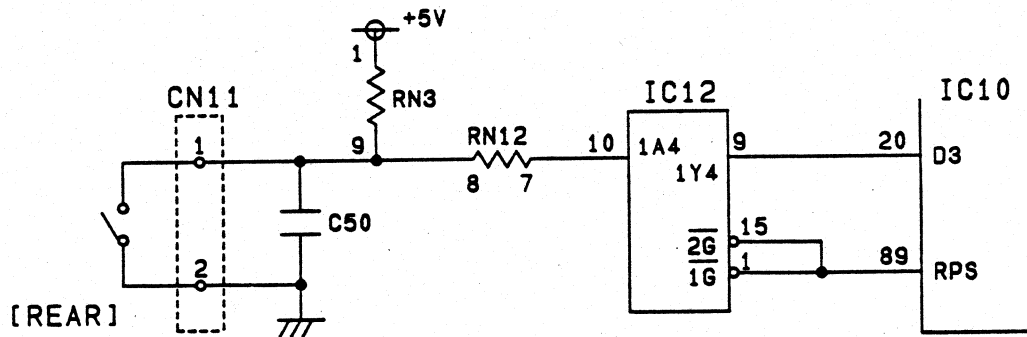 +5V
1
RN3
CN11
IC12
IC10
1
9
RN12
8
7
10
1A4
1Y4
9
20
D3
C50
2G
15
1G
1
89
RPS
2
[REAR]